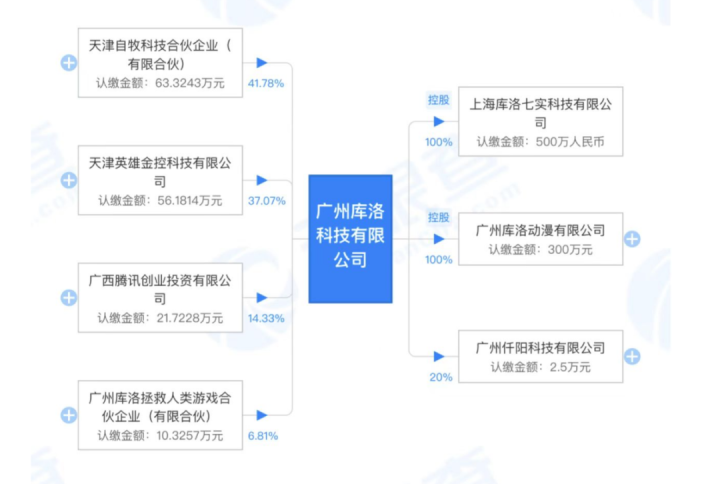 天津自牧科技合伙企业（
有限合伙）
认缴金额：63.3243万元
41.78%
天津英雄金控科技有限公
司
认缴金额：56.1814万元
37.07%
广西腾讯创业投资有限公
司
认缴金额：21.7228万元
14.33%
广州库洛拯救人类游戏合
伙企业（有限合伙）
认缴金额：10.3257万元
6.81%
广州库洛
科技有限
公司
控股
100%
上海库洛七实科技有限公
司
认缴金额：500万人民币
控股
100%
广州库洛动漫有限公司
认缴金额：300万元
20%
广州仟阳科技有限公司
认缴金额：2.5万元